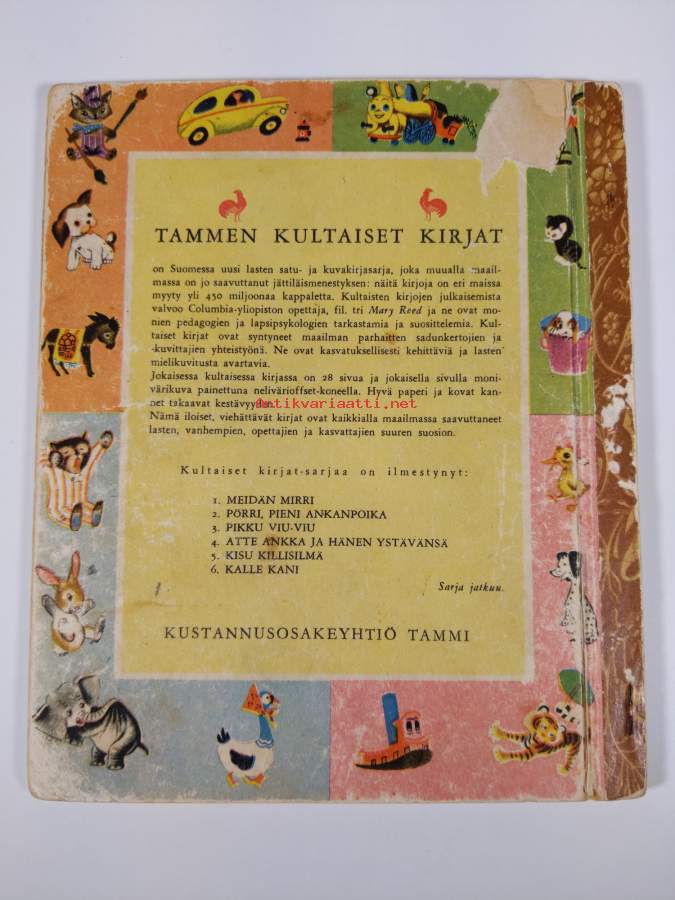 TAMMEN KULTAISET KIRJAT
on Suomessa uusi lasten satu- ja kuvakirjasarja, joka muualla maail-
massa on jo saavuttanut jättiläismenestyksen: näitä kirjoja on eri maissa
myyty yli 450 miljoonaa kappaletta. Kultaisten kirjojen julkaisemista
valvoo Columbia-yliopiston opettaja, fil. tri Mary Reed ja ne ovat mo-
nien pedagogien ja lapsipsykologien tarkastamia ja suosittelemia. Kul-
taiset kirjat ovat syntyneet maailman parhaitten sadunkertojien ja
-kuvittajien yhteistyönä. Ne ovat kasvatuksellisesti kehittäviä ja lasten
mielikuvitusta avartavia.
Jokaisessa kultaisessa kirjassa on 28 sivua ja jokaisella sivulla moni-
värikuva painettuna nelivärioffset-koneella. Hyvä paperi ja kovat kan-
net takaavat kestävyyden.
Antikvariaatti.net
Nämä iloiset, viehättävät kirjat ovat kaikkialla maailmassa saavuttaneet
lasten, vanhempien, opettajien ja kasvattajien suuren suosion.
Kultaiset kirjat-sarjaa on ilmestynyt:
1. MEIDÄN MIRRI
2. PÖRRI, PIENI ANKANPOIKA
3. PIKKU VIU-VIU
4. ATTE ANKKA JA HÄNEN YSTÄVÄNSÄ
5. KISU KILLISILMÄ
6. KALLE KANI
Sarja jatkuu.
KUSTANNUSOSAKEYHTIÖ TAMMI